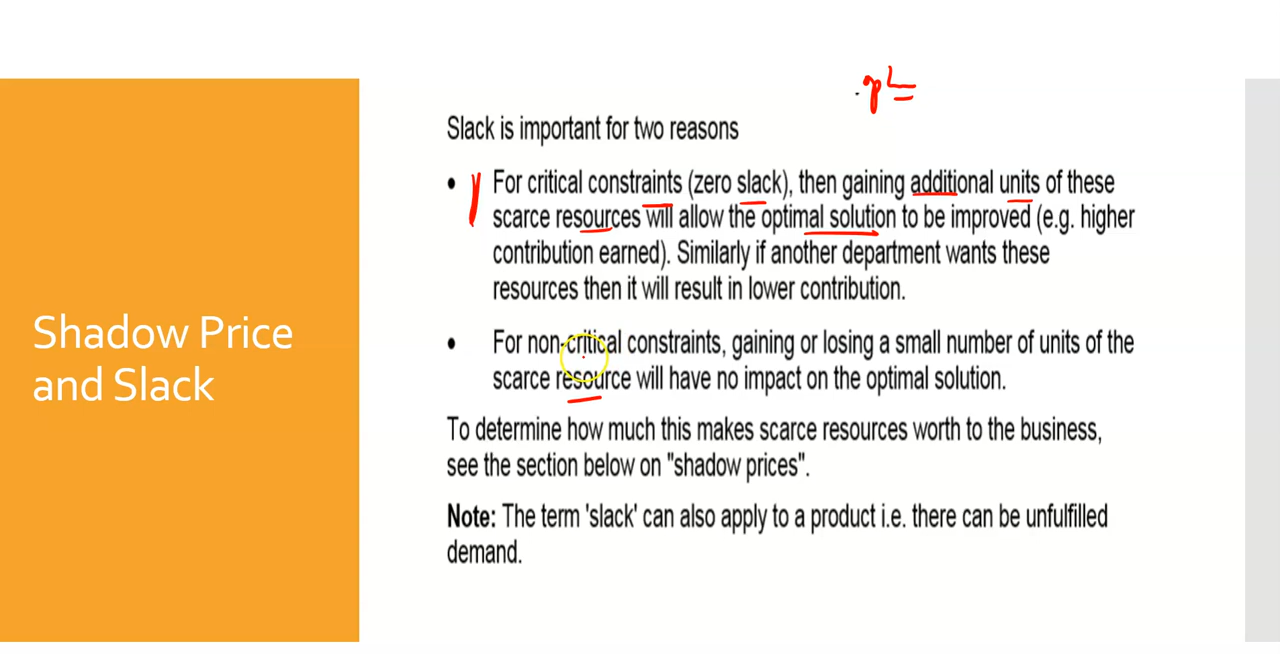 Shadow Price
and Slack
Slack is important for two reasons
• For critical constraints (zero slack), then gaining additional units of these
scarce resources will allow the optimal solution to be improved (e.g. higher
contribution earned). Similarly if another department wants these
resources then it will result in lower contribution.
• For non-critical constraints, gaining or losing a small number of units of the
scarce resource will have no impact on the optimal solution.
To determine how much this makes scarce resources worth to the business,
see the section below on "shadow prices".
Note: The term 'slack' can also apply to a product i.e. there can be unfulfilled
demand.